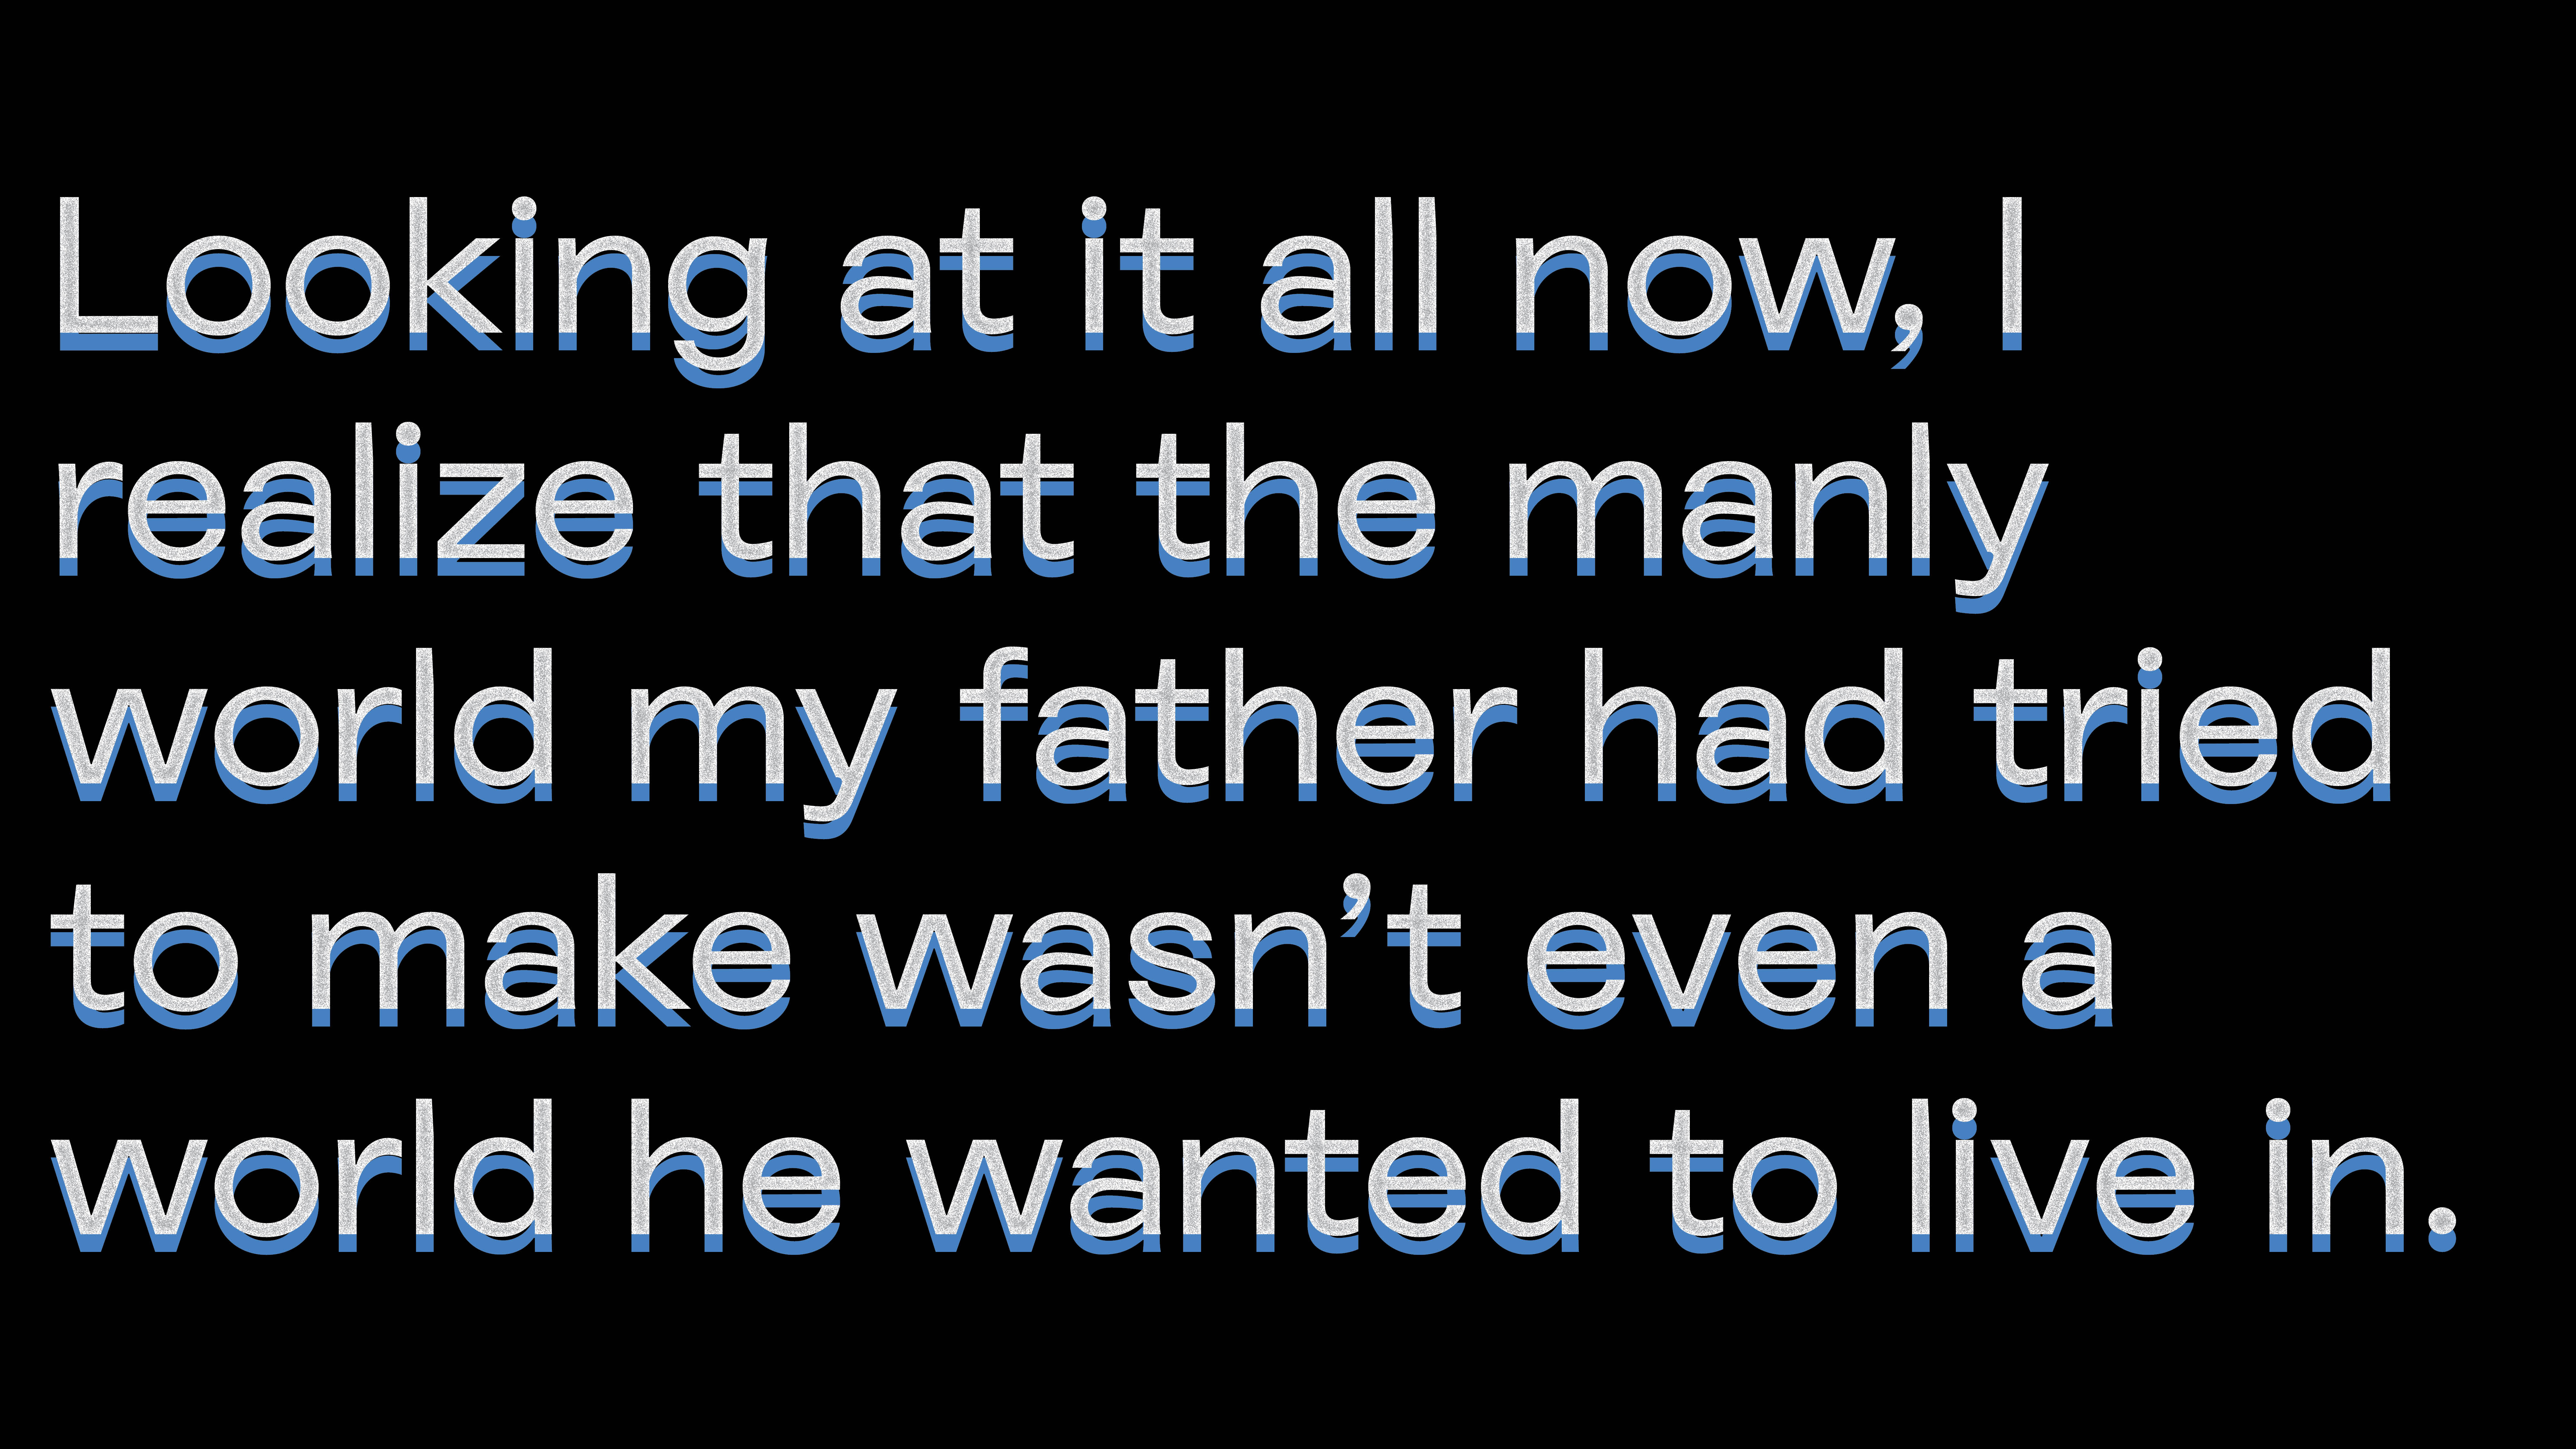 Looking at it all now, I
realize that the manly
world my father had tried
to make wasn’t even a
world he wanted to live in.